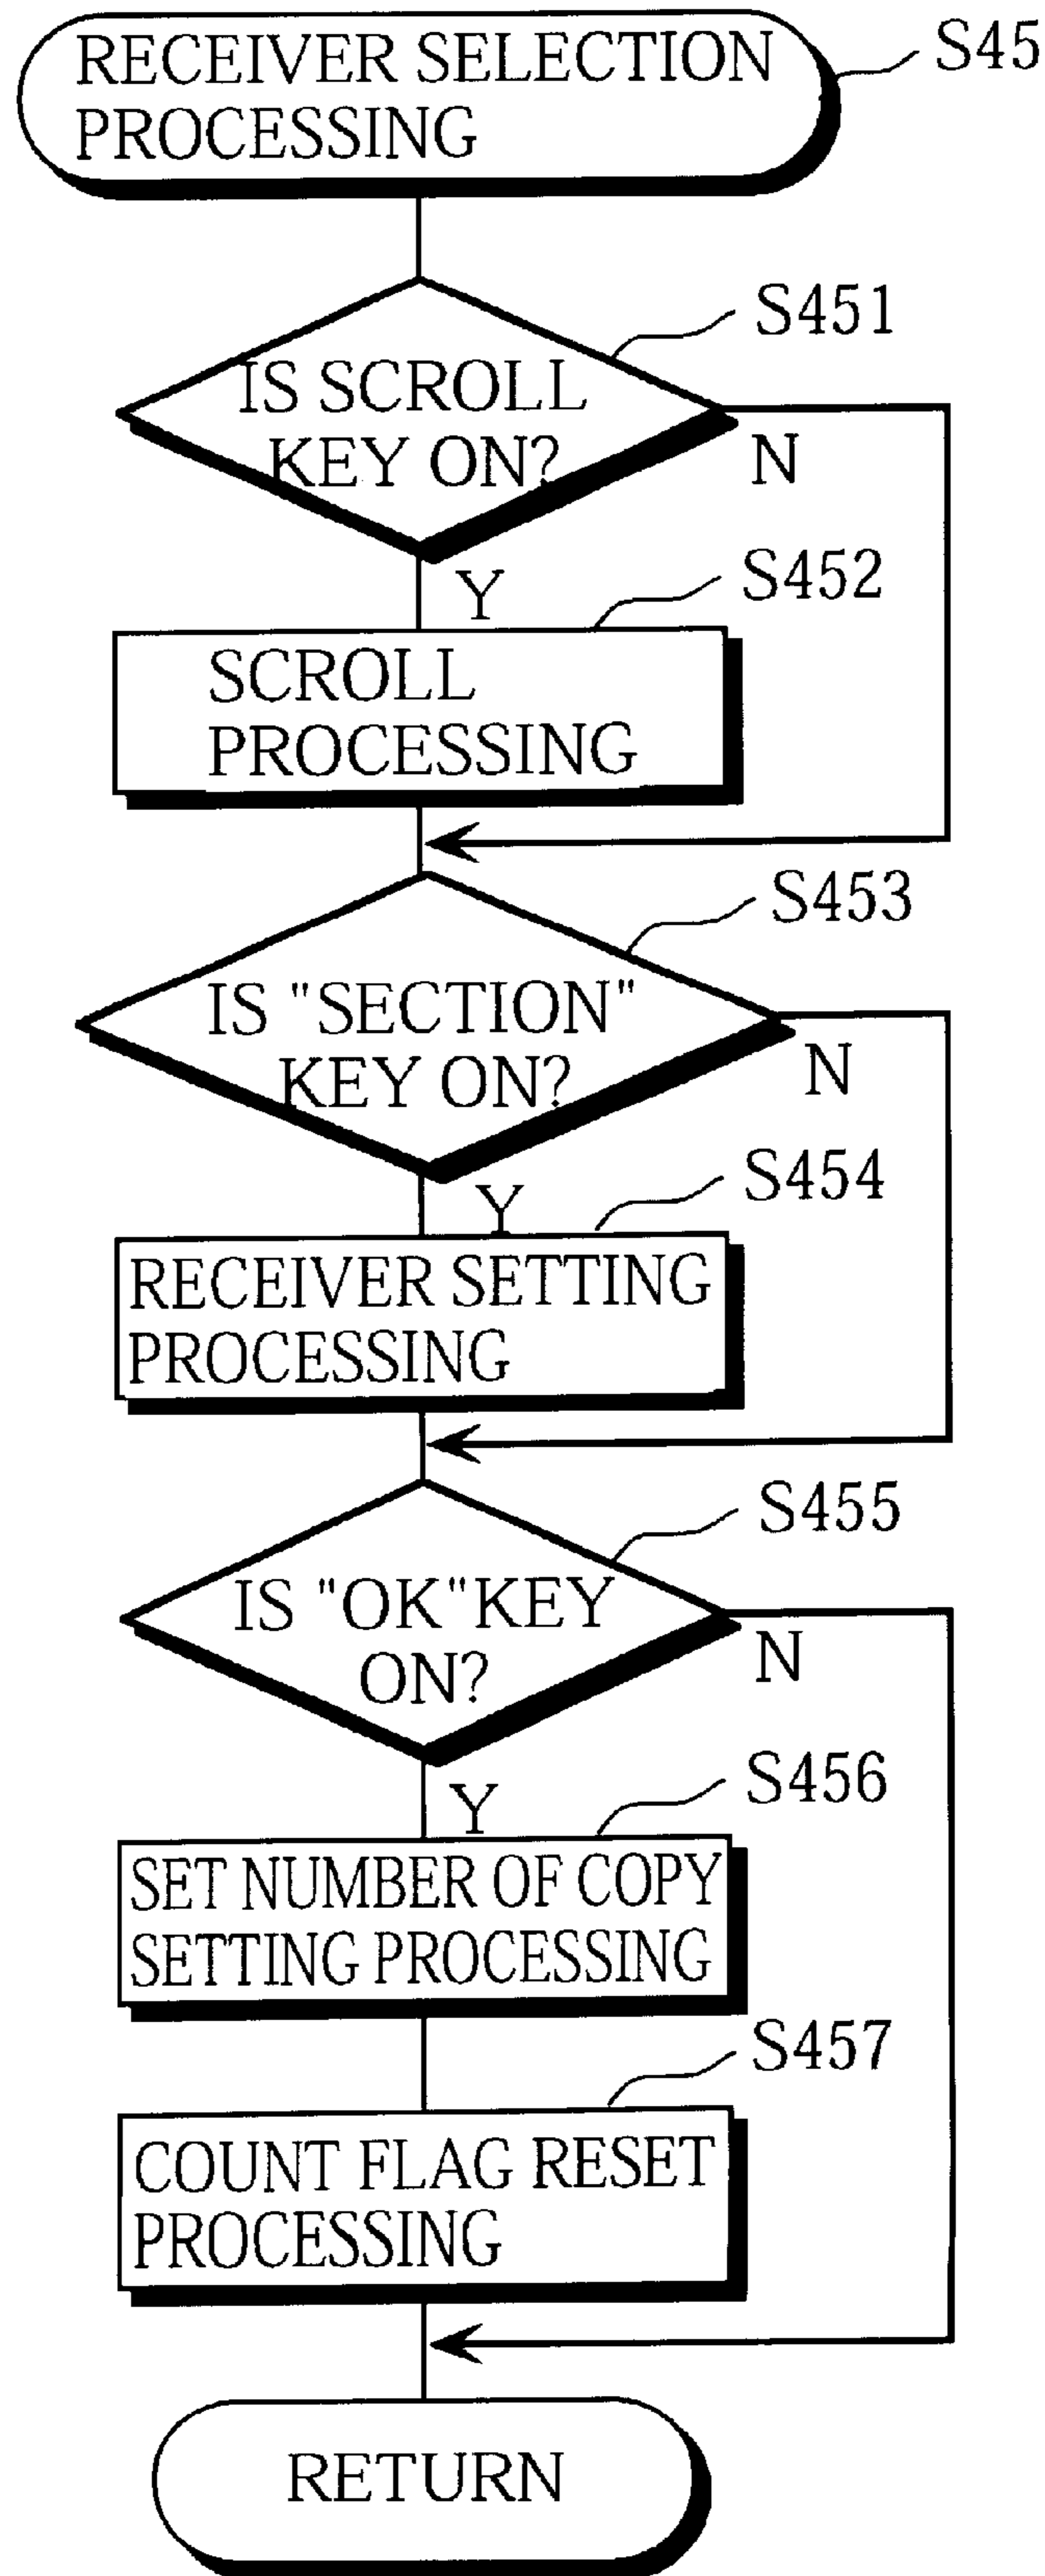 RECEIVER SELECTION
PROCESSING
S45
S451
IS SCROLL
KEY ON?
N
Y
S452
SCROLL
PROCESSING
S453
IS "SECTION"
KEY ON?
N
Y
S454
RECEIVER SETTING
PROCESSING
S455
IS "OK"KEY
ON?
N
Y
S456
SET NUMBER OF COPY
SETTING PROCESSING
S457
COUNT FLAG RESET
PROCESSING
RETURN